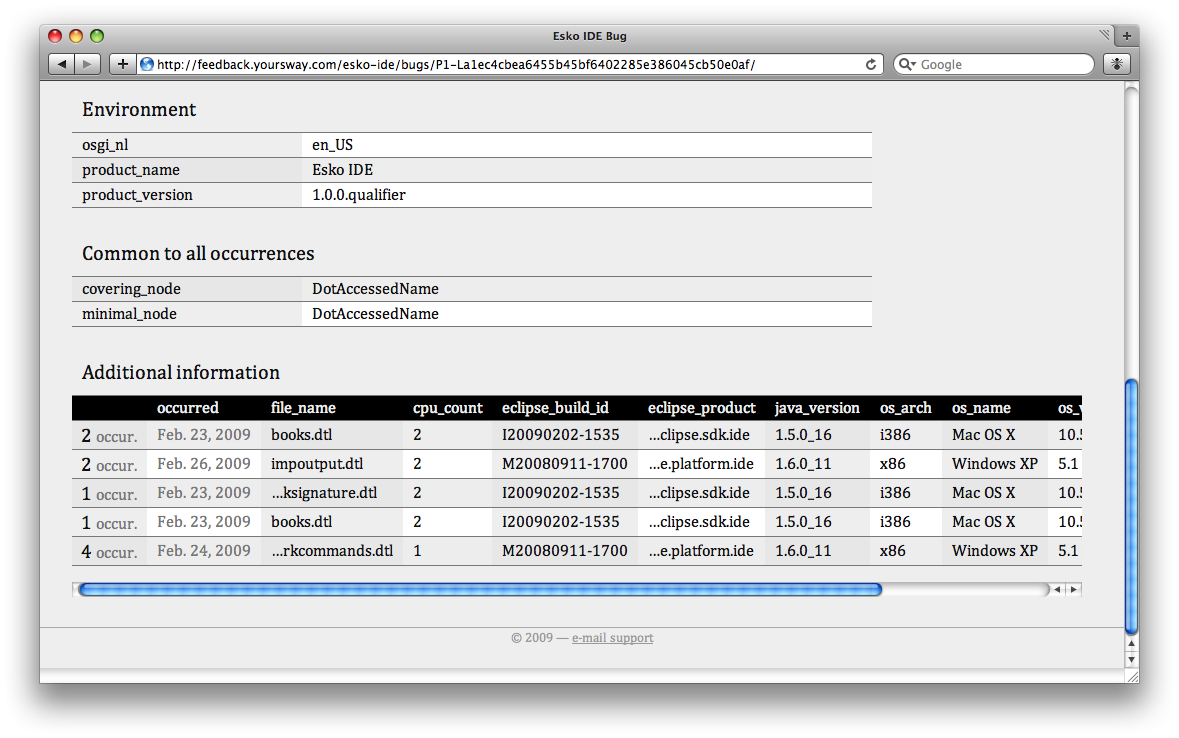 Esko IDE Bug
http://feedback.yoursway.com/esko-ide/bugs/P1-La1ec4cbea6455b45bf6402285e386045cb50e0af/ Google
Environment
osgi_nl en_US
product_name Esko IDE
product_version 1.0.0.qualifier
Common to all occurrences
covering_node DotAccessedName
minimal_node DotAccessedName
Additional information
occurred file_name cpu_count eclipse_build_id eclipse_product java_version os_arch os_name os_v
2 occur. Feb. 23, 2009 books.dtl 2 I20090202-1535 ...clipse.sdk.ide 1.5.0_16 i386 Mac OS X 10.5
2 occur. Feb. 26, 2009 impoutput.dtl 2 M20080911-1700 ...e.platform.ide 1.6.0_11 x86 Windows XP 5.1
1 occur. Feb. 23, 2009 ...ksignature.dtl 2 I20090202-1535 ...clipse.sdk.ide 1.5.0_16 i386 Mac OS X 10.5
1 occur. Feb. 23, 2009 books.dtl 2 I20090202-1535 ...clipse.sdk.ide 1.5.0_16 i386 Mac OS X 10.5
4 occur. Feb. 24, 2009 ...rkcommands.dtl 1 M20080911-1700 ...e.platform.ide 1.6.0_11 x86 Windows XP 5.1
© 2009 — e-mail support